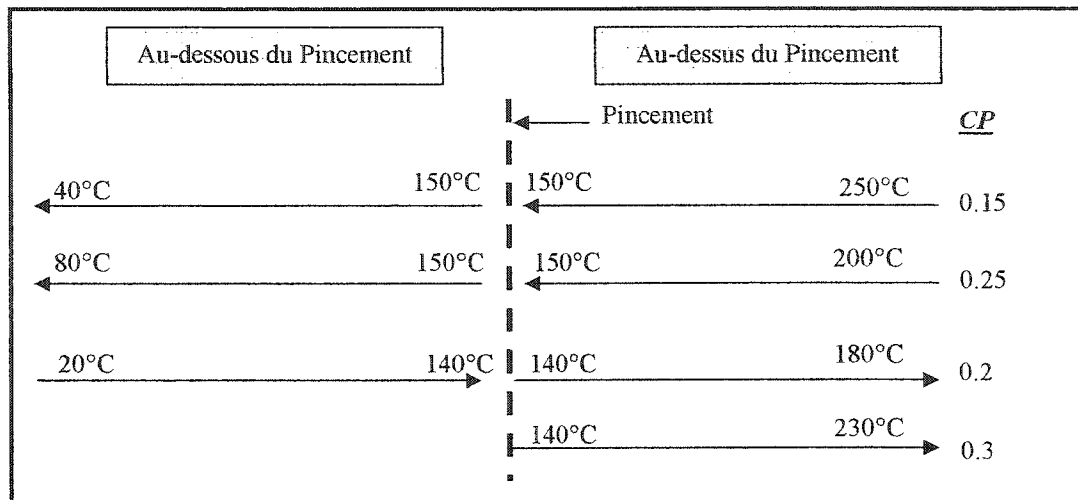 Au-dessous du Pincement Au-dessus du Pincement
Pincement CP
40°C 150°C 150°C 250°C 0.15
80°C 150°C 150°C 200°C 0.25
20°C 140°C 140°C 180°C 0.2
140°C 230°C 0.3